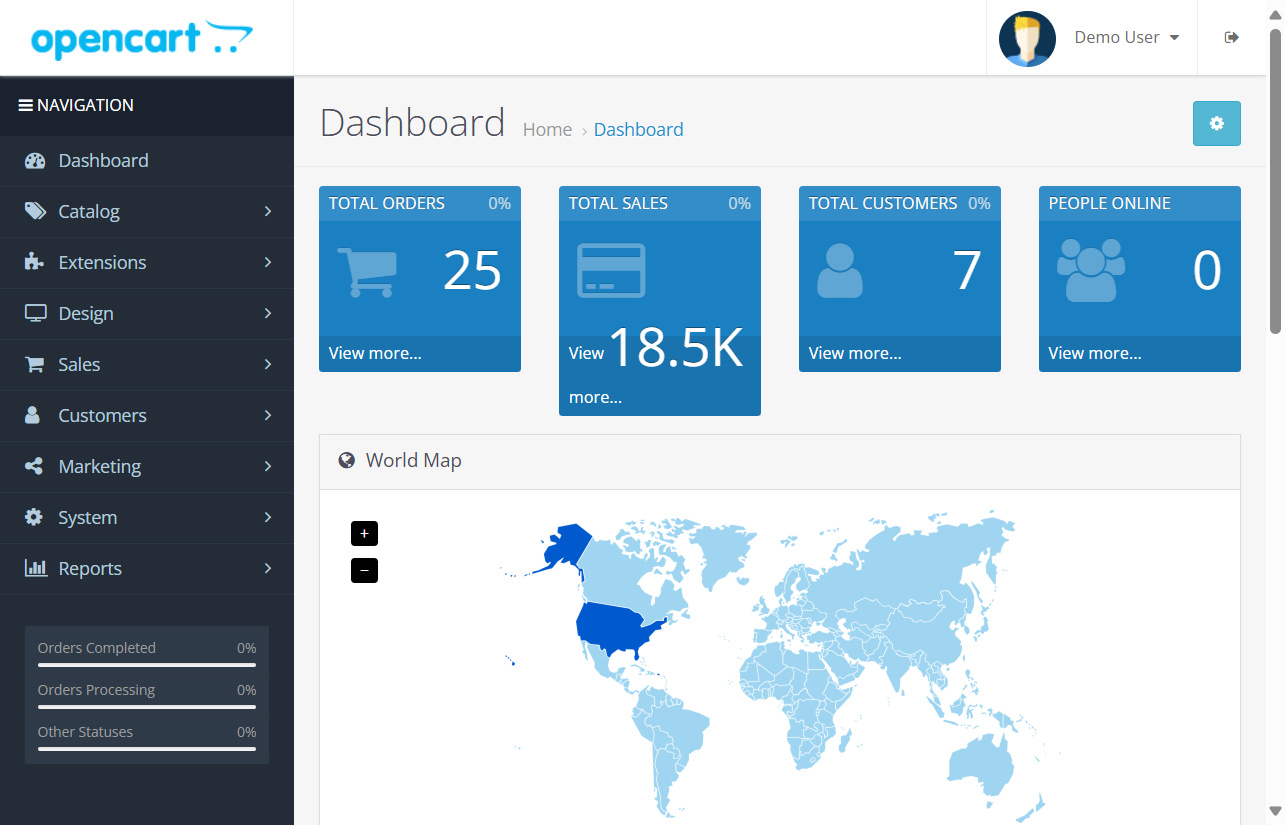 opencart
Demo User
NAVIGATION
Dashboard
Catalog
Extensions
Design
Sales
Customers
Marketing
System
Reports
Orders Completed 0%
Orders Processing 0%
Other Statuses 0%
Dashboard Home › Dashboard
TOTAL ORDERS 0%
25
View more...
TOTAL SALES 0%
18.5K
View
more...
TOTAL CUSTOMERS 0%
7
View more...
PEOPLE ONLINE
0
View more...
World Map
+
−